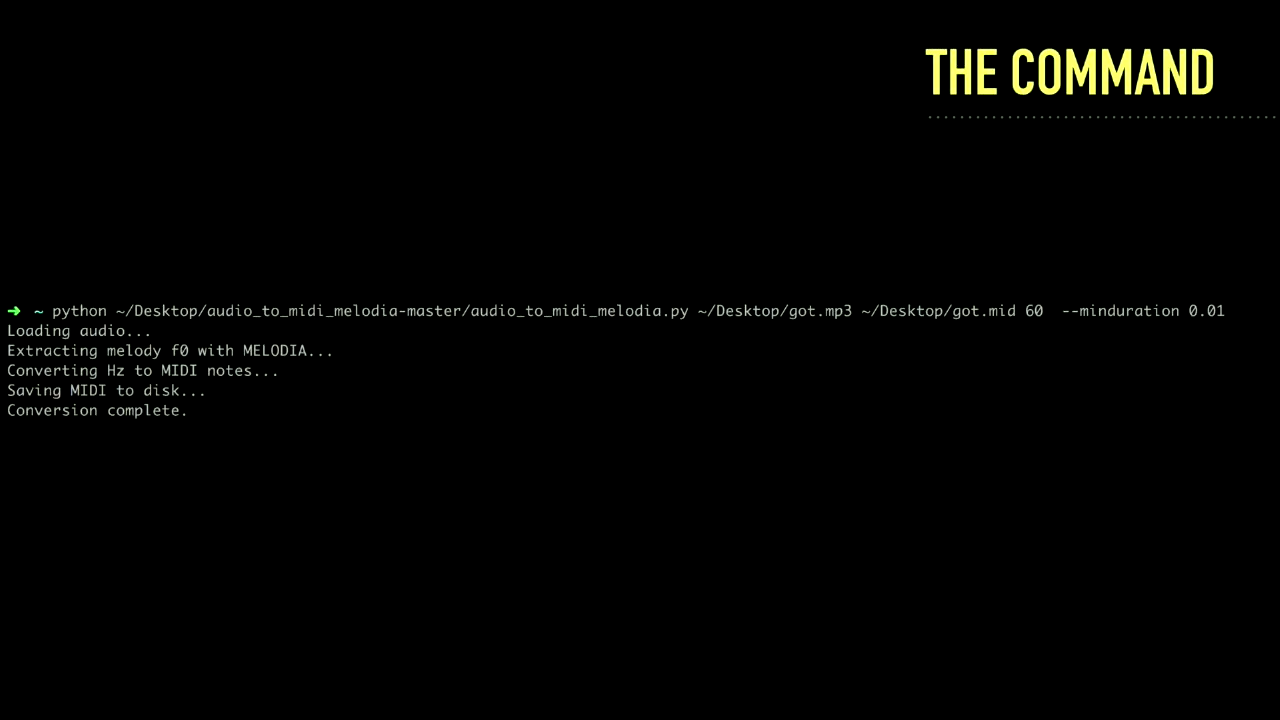 THE COMMAND
➜ ~ python ~/Desktop/audio_to_midi_melodia-master/audio_to_midi_melodia.py ~/Desktop/got.mp3 ~/Desktop/got.mid 60  --minduration 0.01
Loading audio...
Extracting melody f0 with MELODIA...
Converting Hz to MIDI notes...
Saving MIDI to disk...
Conversion complete.